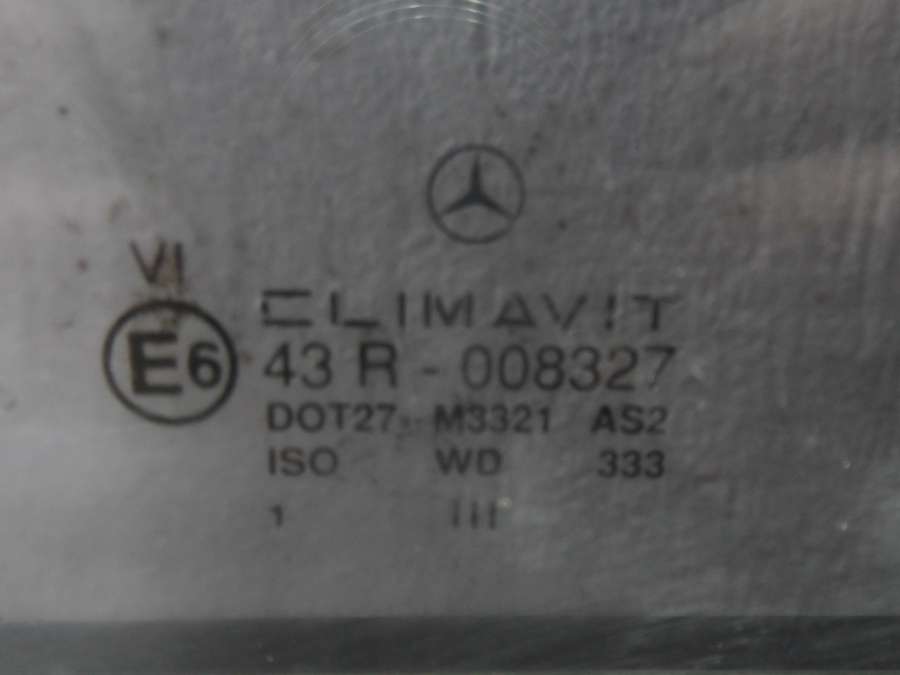 VI
CLIMAVIT
E6 43 R - 008327
DOT27 M3321 AS2
ISO WD 333
1 III